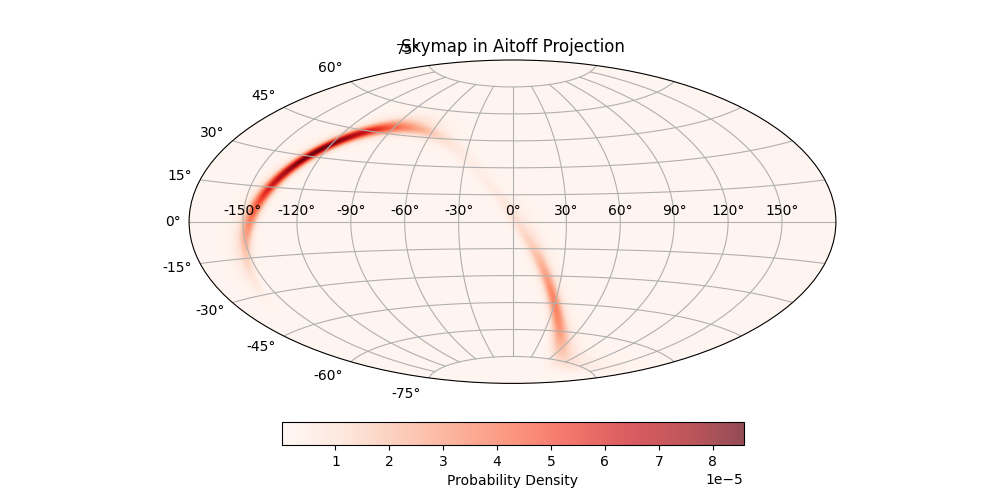 Skymap in Aitoff Projection
75°
60°
45°
30°
15°
-150° -120° -90° -60° -30° 0° 30° 60° 90° 120° 150°
0°
-15°
-30°
-45°
-60°
-75°
1 2 3 4 5 6 7 8
1e−5
Probability Density